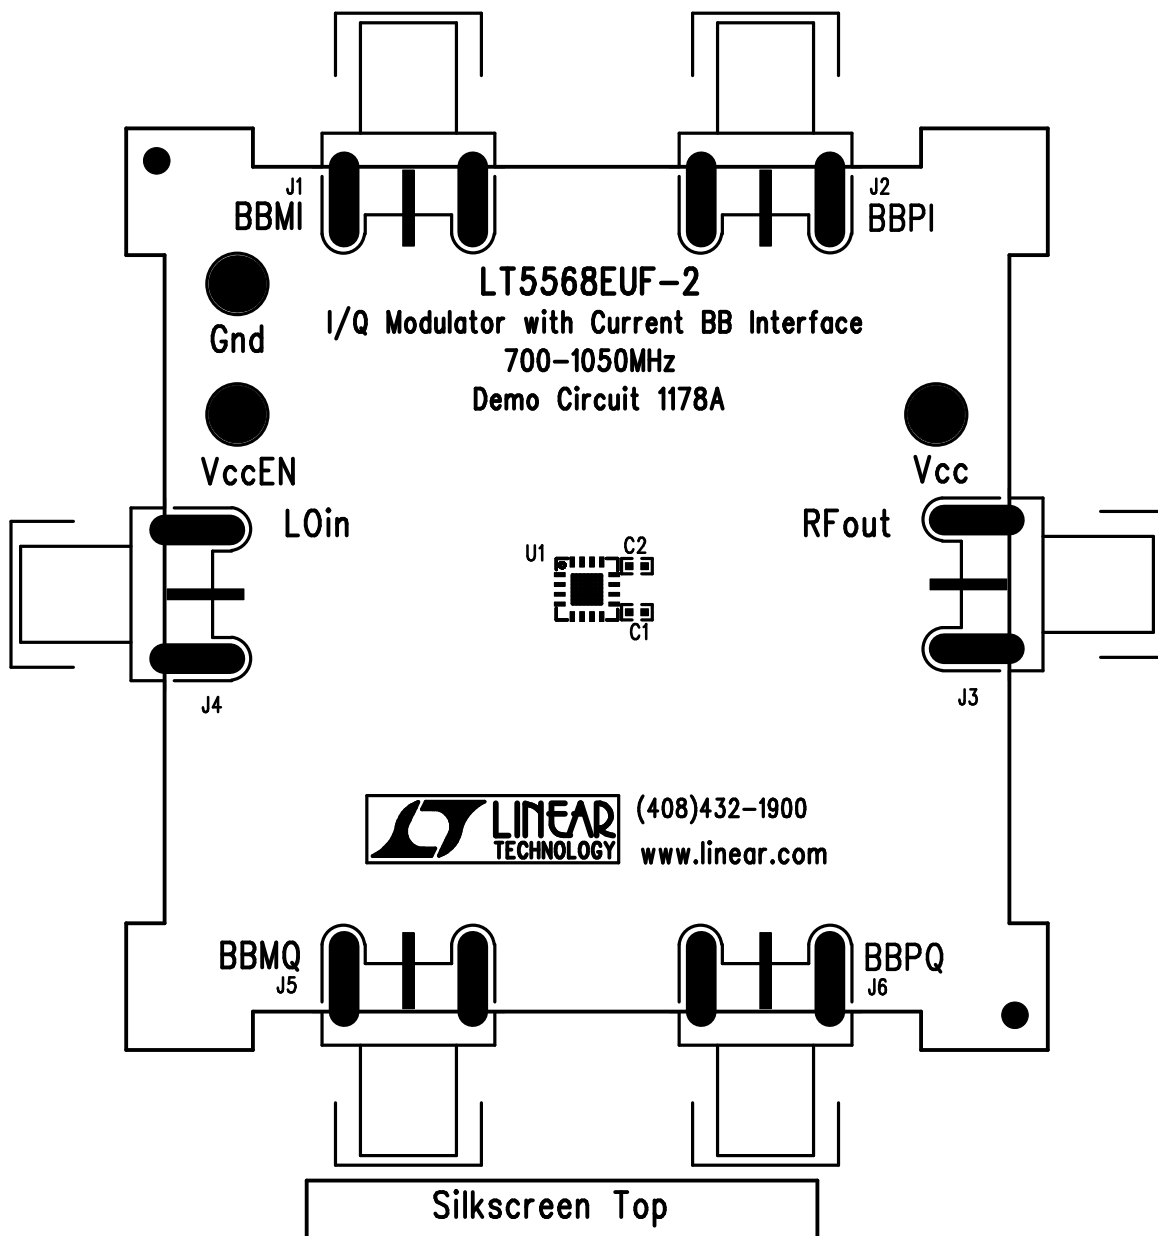 J1
BBMI
J2
BBPI
LT5568EUF-2
I/Q Modulator with Current BB Interface
700-1050MHz
Demo Circuit 1178A
Gnd
VccEN
Vcc
LOin
RFout
U1
C2
C1
J4
J3
LINEAR
TECHNOLOGY
(408)432-1900
www.linear.com
BBMQ
J5
BBPQ
J6
Silkscreen Top